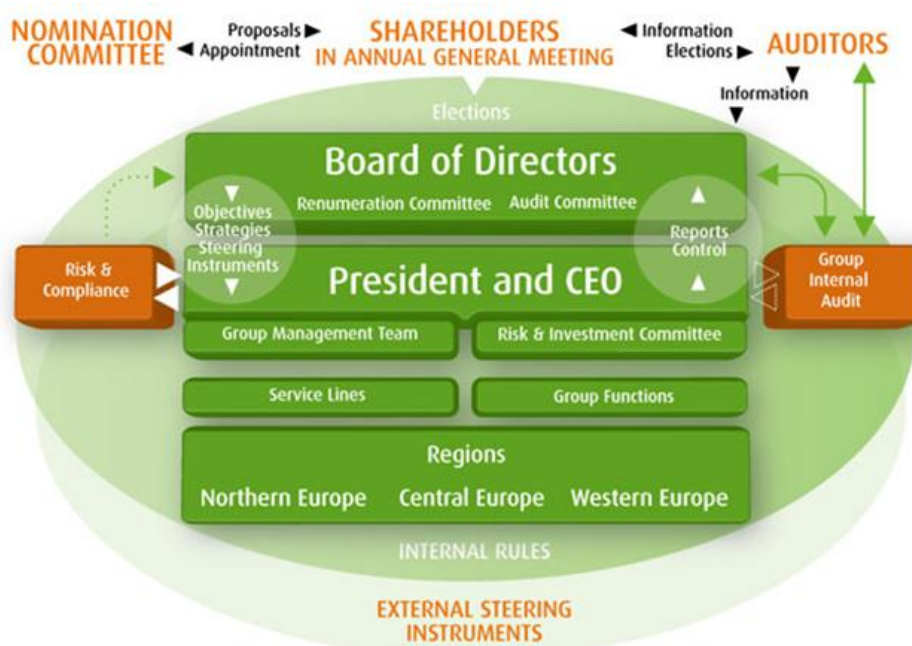 NOMINATION
COMMITTEE
Proposals
Appointment
SHAREHOLDERS
IN ANNUAL GENERAL MEETING
Information
Elections
AUDITORS
Information
Elections
Board of Directors
Renumeration Committee
Audit Committee
Objectives
Strategies
Steering
Instruments
Reports
Control
Risk &
Compliance
President and CEO
Group
Internal
Audit
Group Management Team
Risk & Investment Committee
Service Lines
Group Functions
Regions
Northern Europe
Central Europe
Western Europe
INTERNAL RULES
EXTERNAL STEERING
INSTRUMENTS